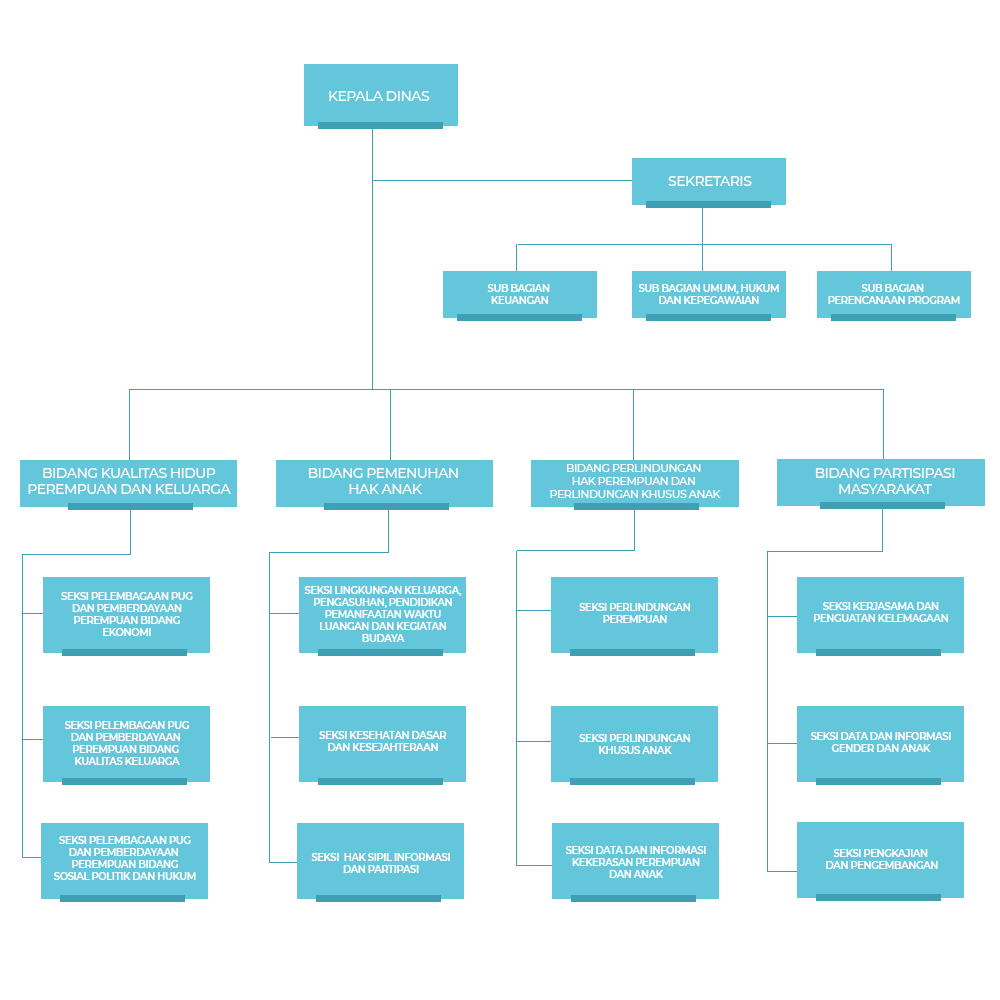 KEPALA DINAS
SEKRETARIS
SUB BAGIAN
KEUANGAN
SUB BAGIAN UMUM, HUKUM
DAN KEPEGAWAIAN
SUB BAGIAN
PERENCANAAN PROGRAM
BIDANG KUALITAS HIDUP
PEREMPUAN DAN KELUARGA
BIDANG PEMENUHAN
HAK ANAK
BIDANG PERLINDUNGAN
HAK PEREMPUAN DAN
PERLINDUNGAN KHUSUS ANAK
BIDANG PARTISIPASI
MASYARAKAT
SEKSI PELEMBAGAAN PUG
DAN PEMBERDAYAAN
PEREMPUAN BIDANG
EKONOMI
SEKSI LINGKUNGAN KELUARGA,
PENGASUHAN, PENDIDIKAN
PEMANFAATAN WAKTU
LUANGAN DAN KEGIATAN
BUDAYA
SEKSI PERLINDUNGAN
PEREMPUAN
SEKSI KERJASAMA DAN
PENGUATAN KELEMAGAAN
SEKSI PELEMBAGAN PUG
DAN PEMBERDAYAAN
PEREMPUAN BIDANG
KUALITAS KELUARGA
SEKSI KESEHATAN DASAR
DAN KESEJAHTERAAN
SEKSI PERLINDUNGAN
KHUSUS ANAK
SEKSI DATA DAN INFORMASI
GENDER DAN ANAK
SEKSI PELEMBAGAAN PUG
DAN PEMBERDAYAAN
PEREMPUAN BIDANG
SOSIAL POLITIK DAN HUKUM
SEKSI HAK SIPIL INFORMASI
DAN PARTIPASI
SEKSI DATA DAN INFORMASI
KEKERASAN PEREMPUAN
DAN ANAK
SEKSI PENGKAJIAN
DAN PENGEMBANGAN